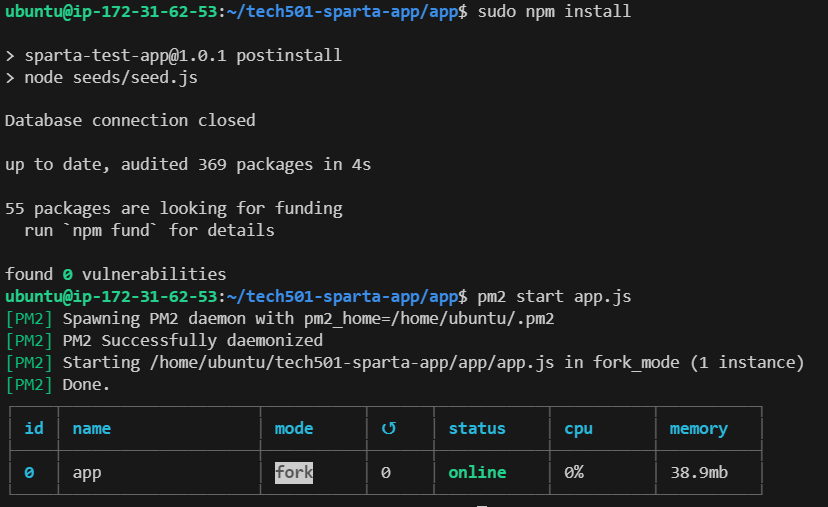 ubuntu@ip-172-31-62-53:~/tech501-sparta-app/app$ sudo npm install
> sparta-test-app@1.0.1 postinstall
> node seeds/seed.js
Database connection closed
up to date, audited 369 packages in 4s
55 packages are looking for funding
  run `npm fund` for details
found 0 vulnerabilities
ubuntu@ip-172-31-62-53:~/tech501-sparta-app/app$ pm2 start app.js
[PM2] Spawning PM2 daemon with pm2_home=/home/ubuntu/.pm2
[PM2] PM2 Successfully daemonized
[PM2] Starting /home/ubuntu/tech501-sparta-app/app/app.js in fork_mode (1 instance)
[PM2] Done.
id name mode ↺ status cpu memory
0 app fork 0 online 0% 38.9mb